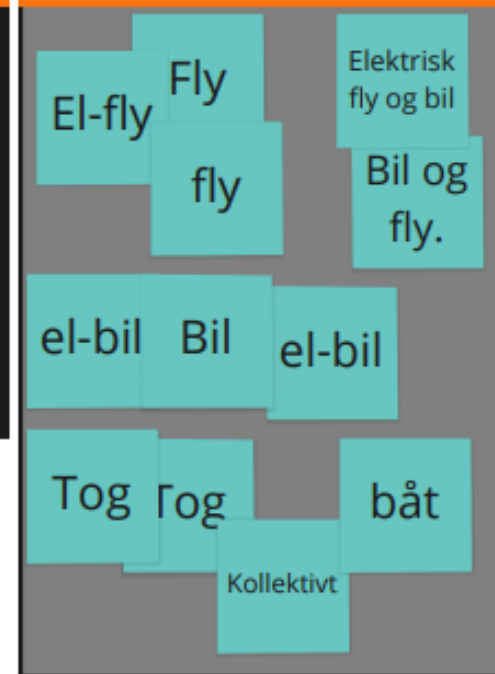 Fly
El-fly
fly
Elektrisk
fly og bil
Bil og
fly.
el-bil
Bil
el-bil
Tog
Tog
båt
Kollektivt